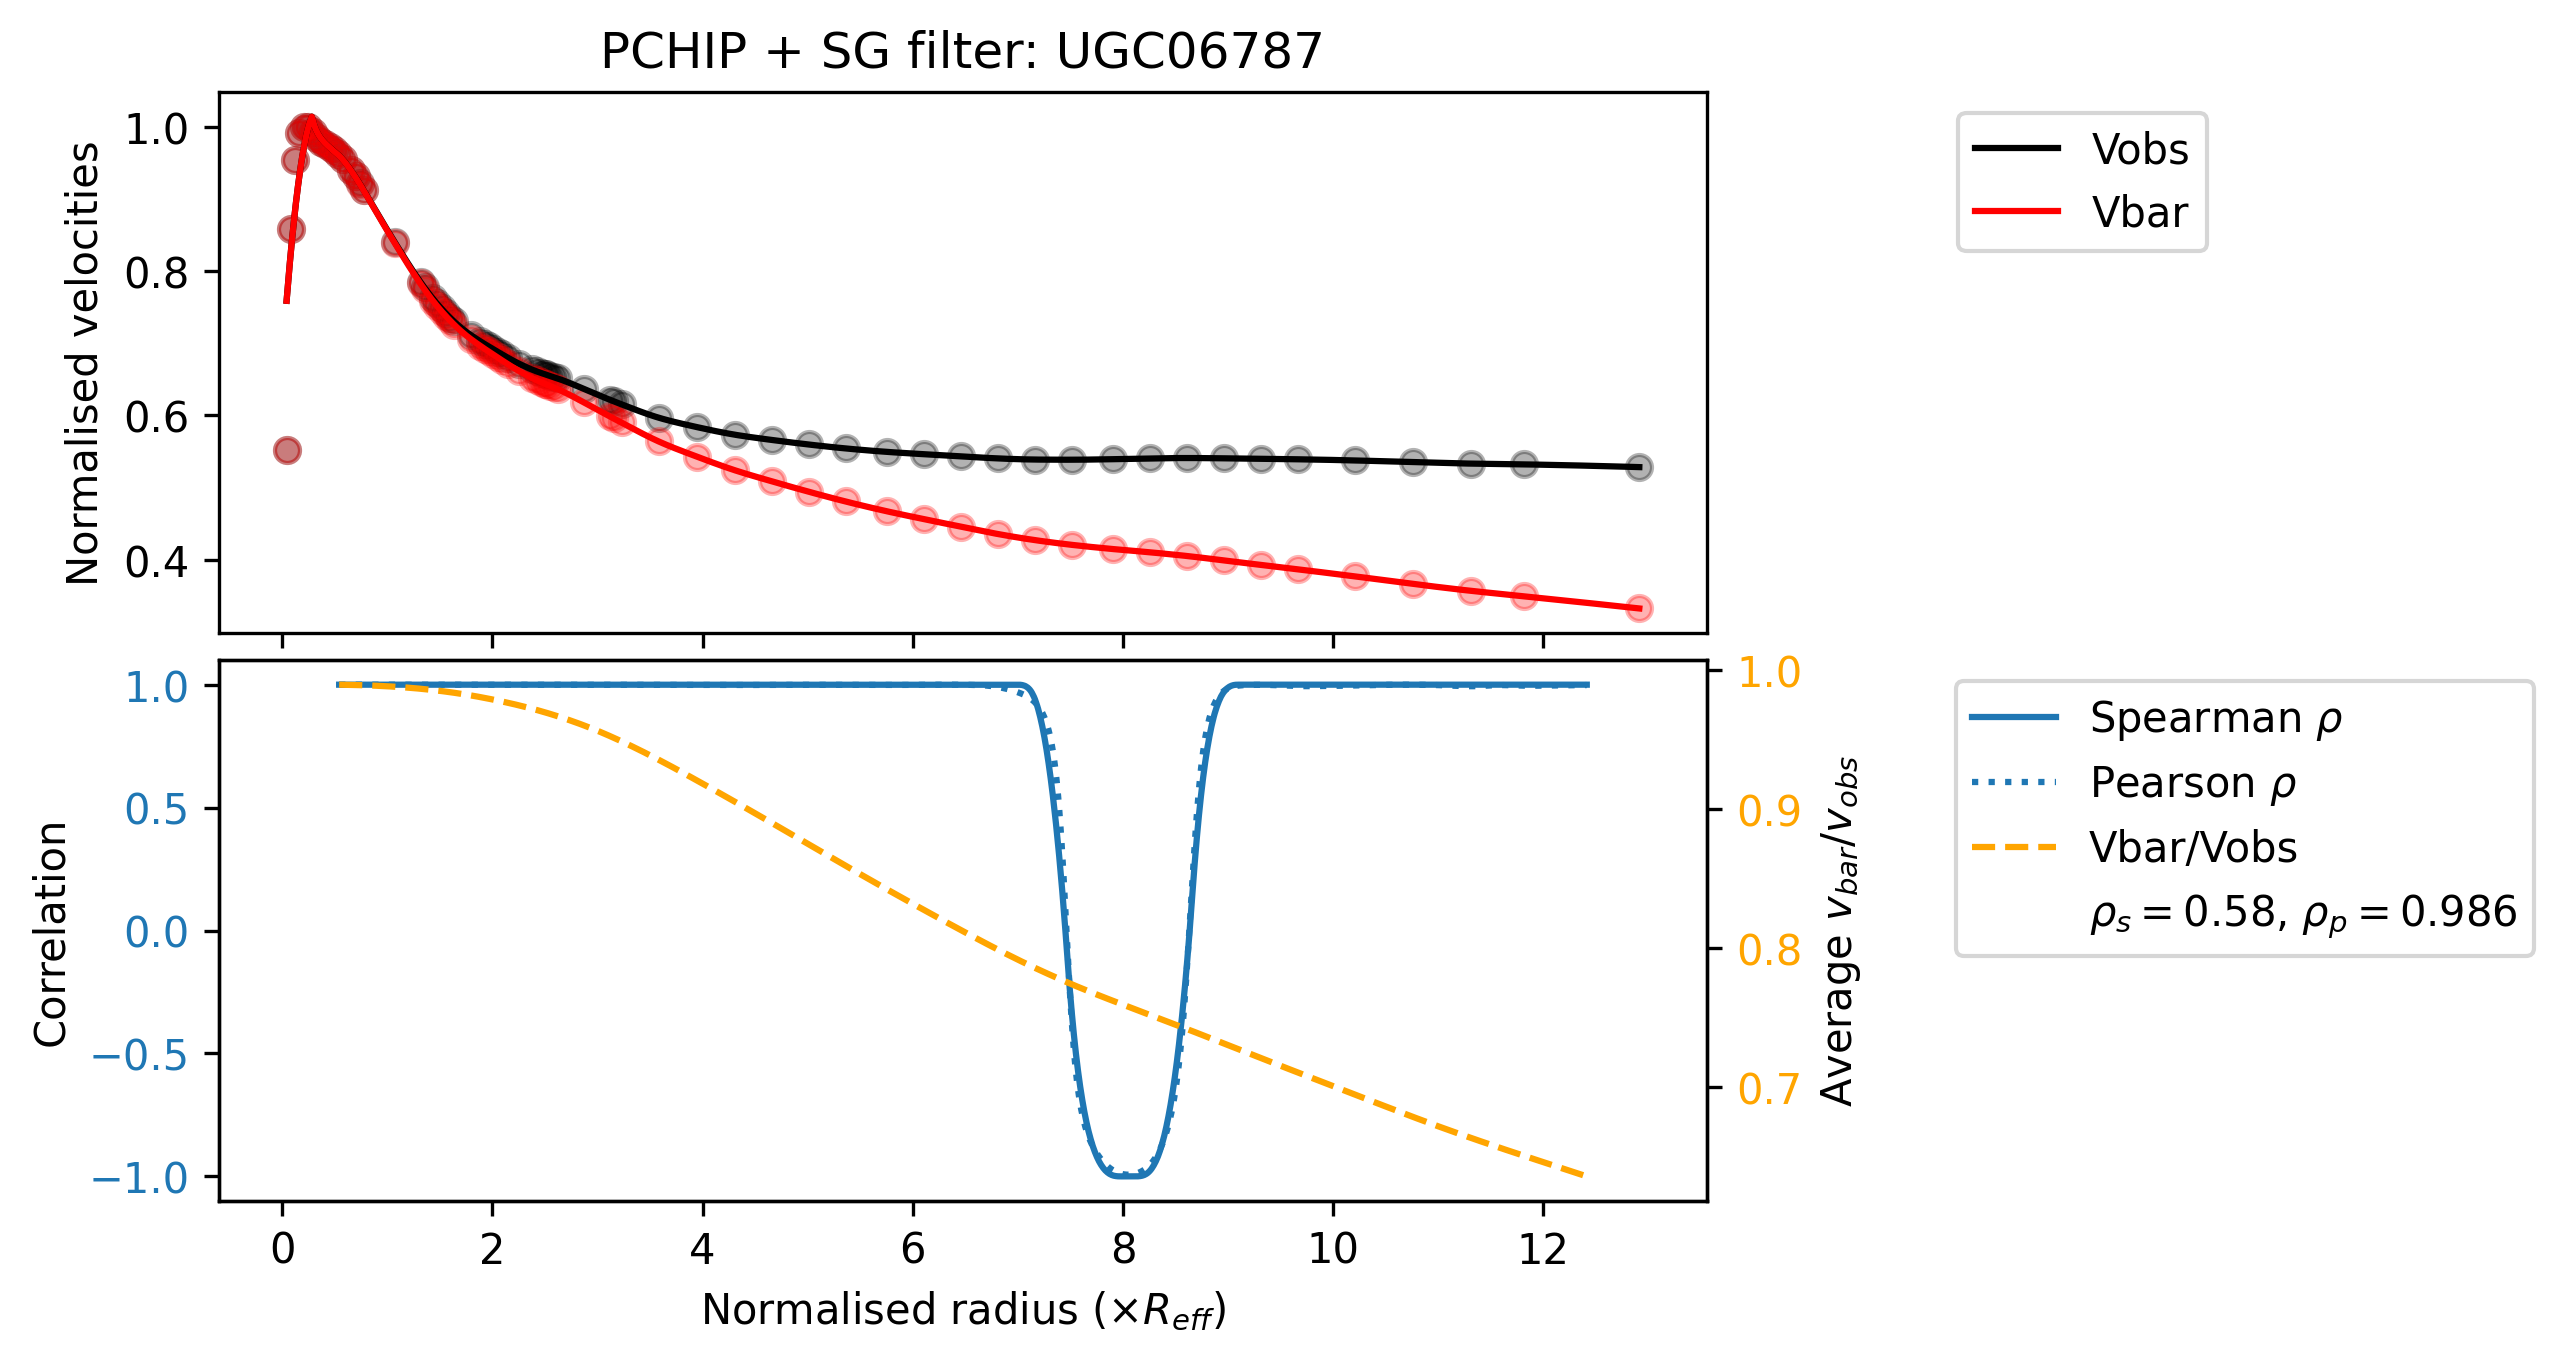 PCHIP + SG filter: UGC06787
Normalised velocities
1.0
0.8
0.6
0.4
Vobs
Vbar
Correlation
1.0
0.5
0.0
−0.5
−1.0
0
2
4
6
8
10
12
Normalised radius (×R_eff)
1.0
0.9
0.8
0.7
Average v_bar/v_obs
Spearman ρ
Pearson ρ
Vbar/Vobs
ρ_s = 0.58, ρ_p = 0.986